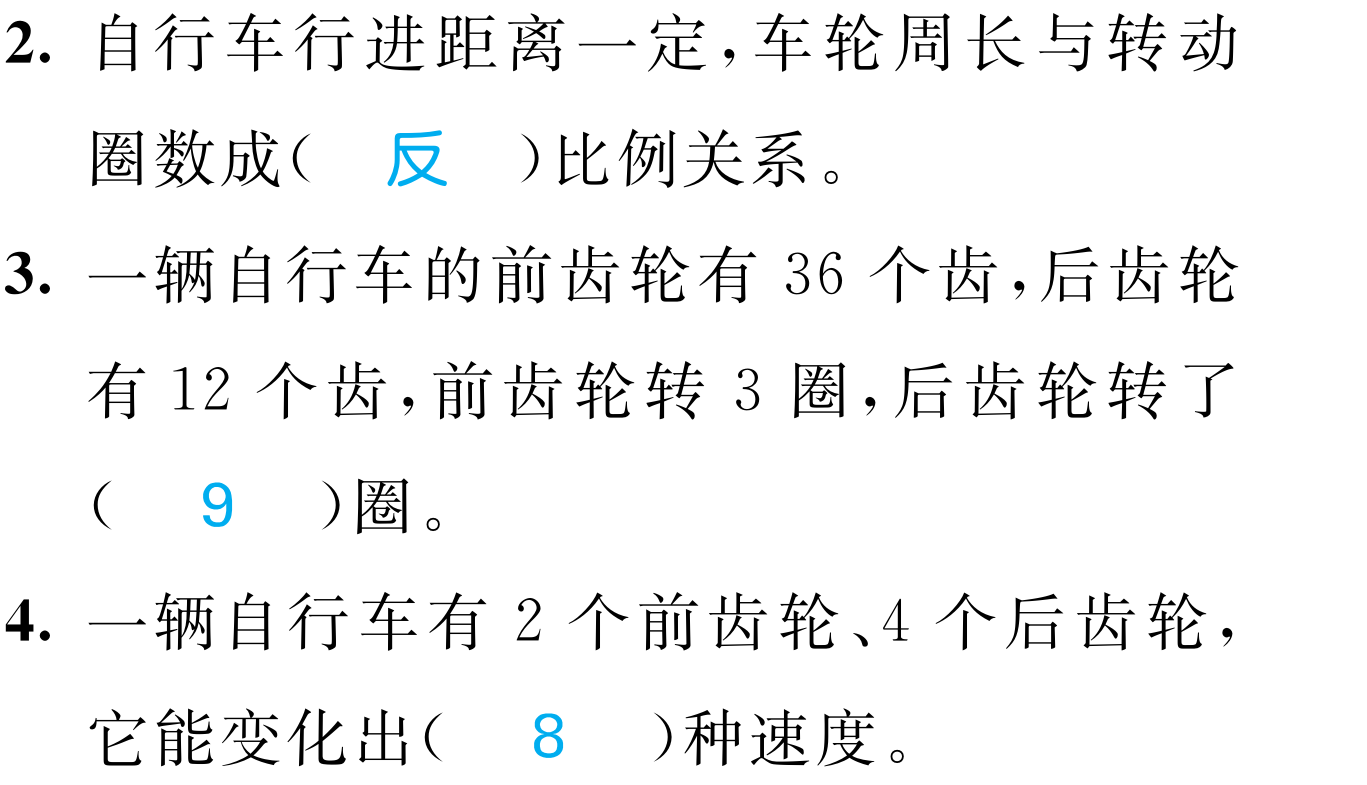 2. 自行车行进距离一定,车轮周长与转动
圈数成( 反 )比例关系。
3. 一辆自行车的前齿轮有 36 个齿,后齿轮
有 12 个齿,前齿轮转 3 圈,后齿轮转了
( 9 )圈。
4. 一辆自行车有 2 个前齿轮、4 个后齿轮,
它能变化出( 8 )种速度。